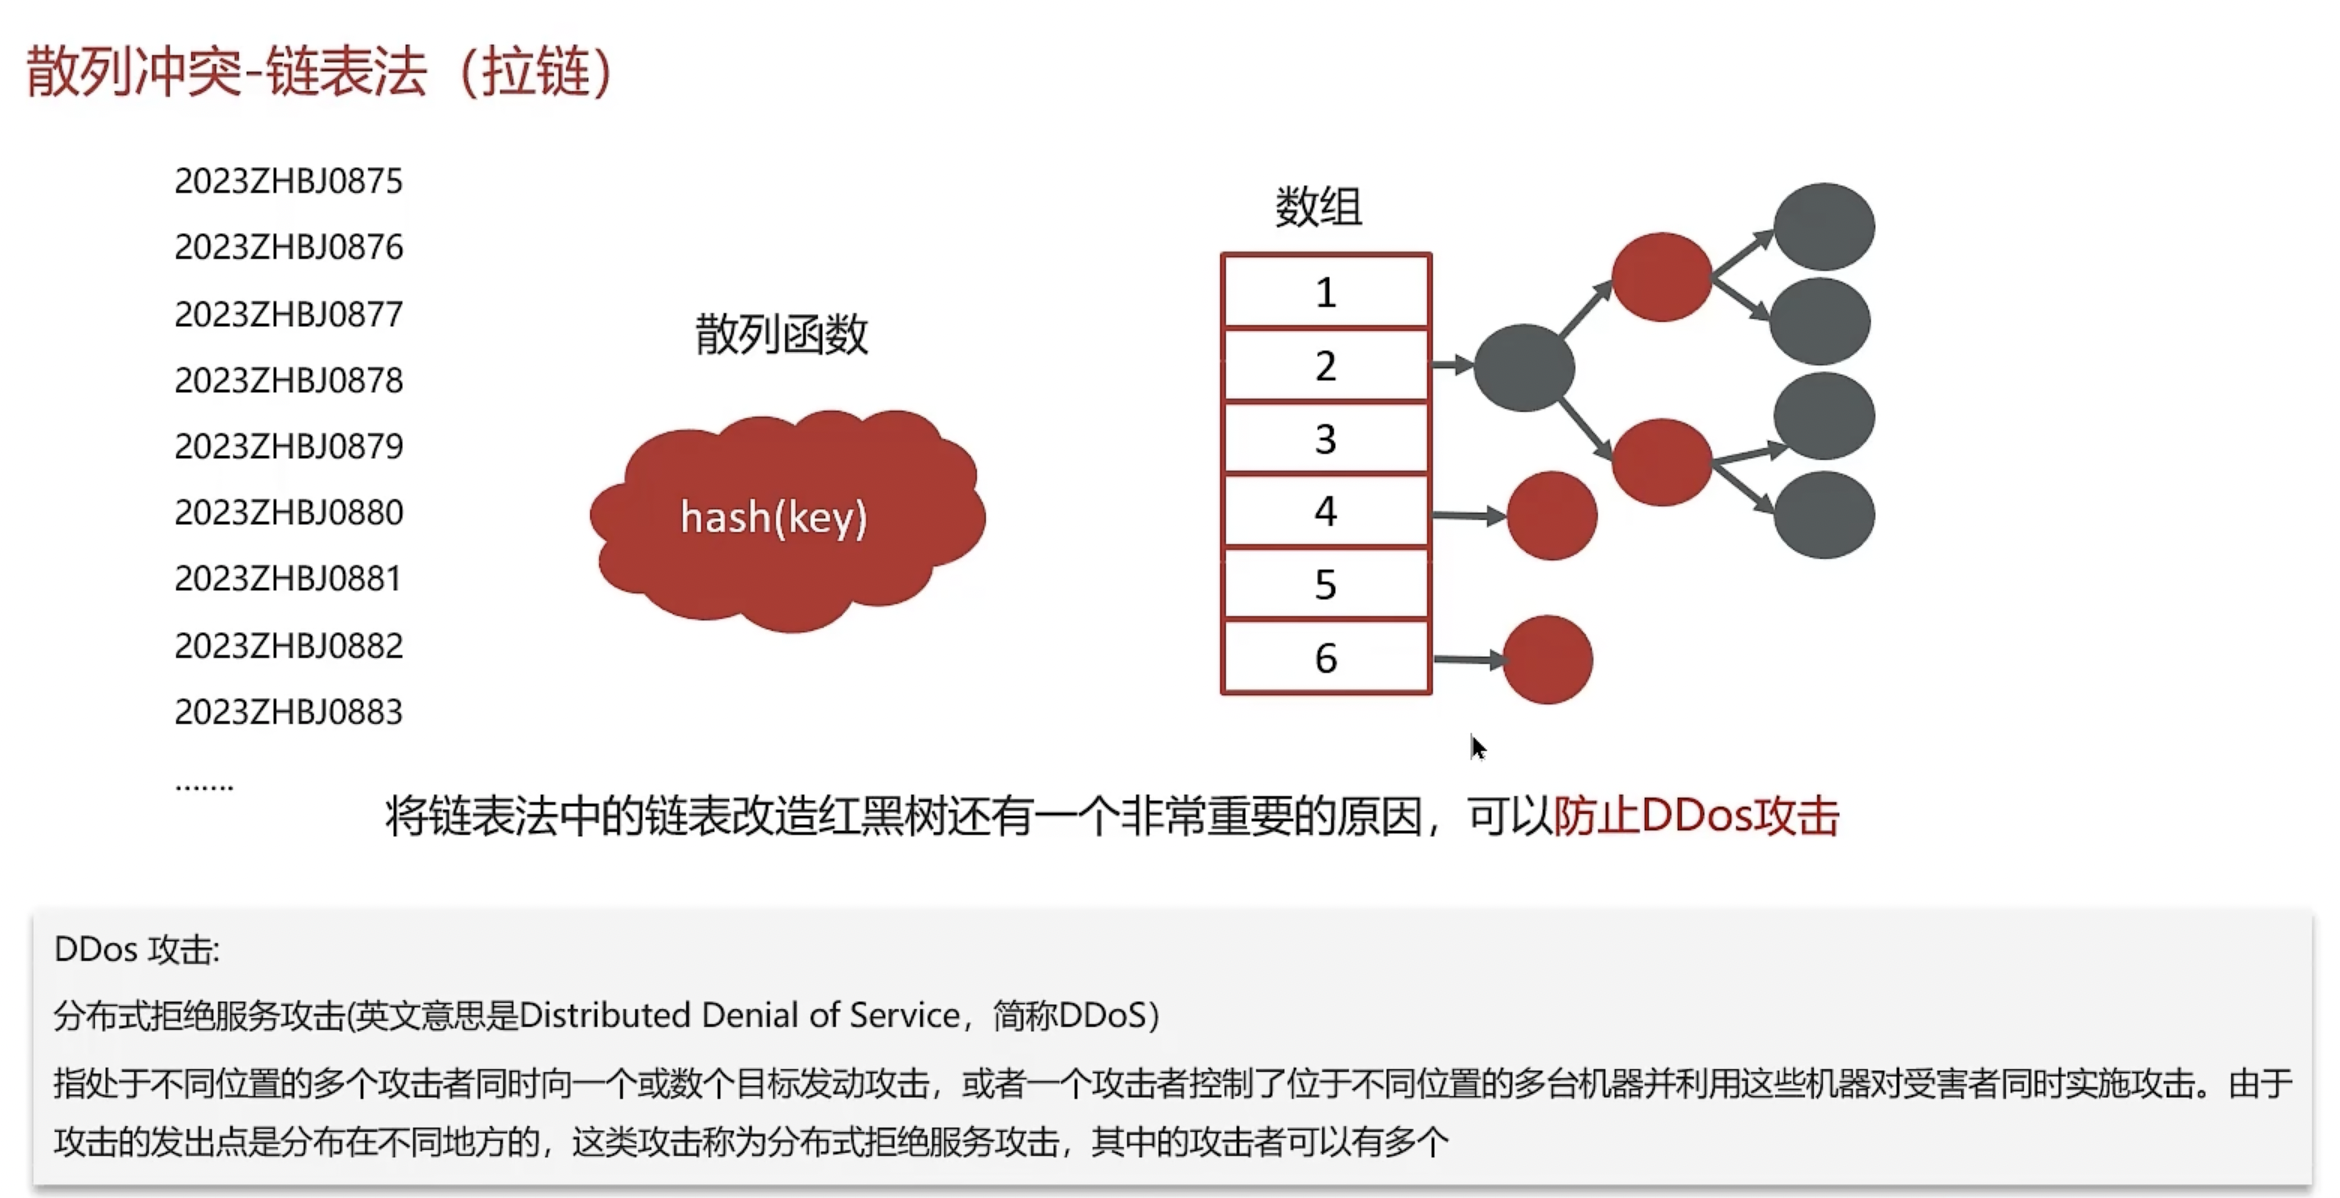 散列冲突-链表法（拉链）
2023ZHBJ0875
2023ZHBJ0876
2023ZHBJ0877
2023ZHBJ0878
2023ZHBJ0879
2023ZHBJ0880
2023ZHBJ0881
2023ZHBJ0882
2023ZHBJ0883
.......
散列函数
hash(key)
数组
1
2
3
4
5
6
将链表法中的链表改造红黑树还有一个非常重要的原因，可以防止DDos攻击
DDos 攻击:
分布式拒绝服务攻击(英文意思是Distributed Denial of Service，简称DDoS）
指处于不同位置的多个攻击者同时向一个或数个目标发动攻击，或者一个攻击者控制了位于不同位置的多台机器并利用这些机器对受害者同时实施攻击。由于
攻击的发出点是分布在不同地方的，这类攻击称为分布式拒绝服务攻击，其中的攻击者可以有多个